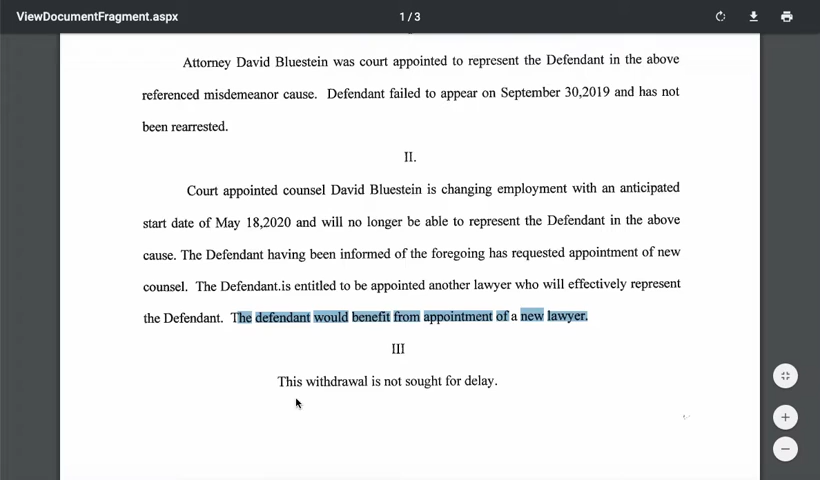 ViewDocumentFragment.aspx
1 / 3
Attorney David Bluestein was court appointed to represent the Defendant in the above
referenced misdemeanor cause. Defendant failed to appear on September 30,2019 and has not
been rearrested.
II.
Court appointed counsel David Bluestein is changing employment with an anticipated
start date of May 18,2020 and will no longer be able to represent the Defendant in the above
cause. The Defendant having been informed of the foregoing has requested appointment of new
counsel. The Defendant.is entitled to be appointed another lawyer who will effectively represent
the Defendant. The defendant would benefit from appointment of a new lawyer.
III
This withdrawal is not sought for delay.